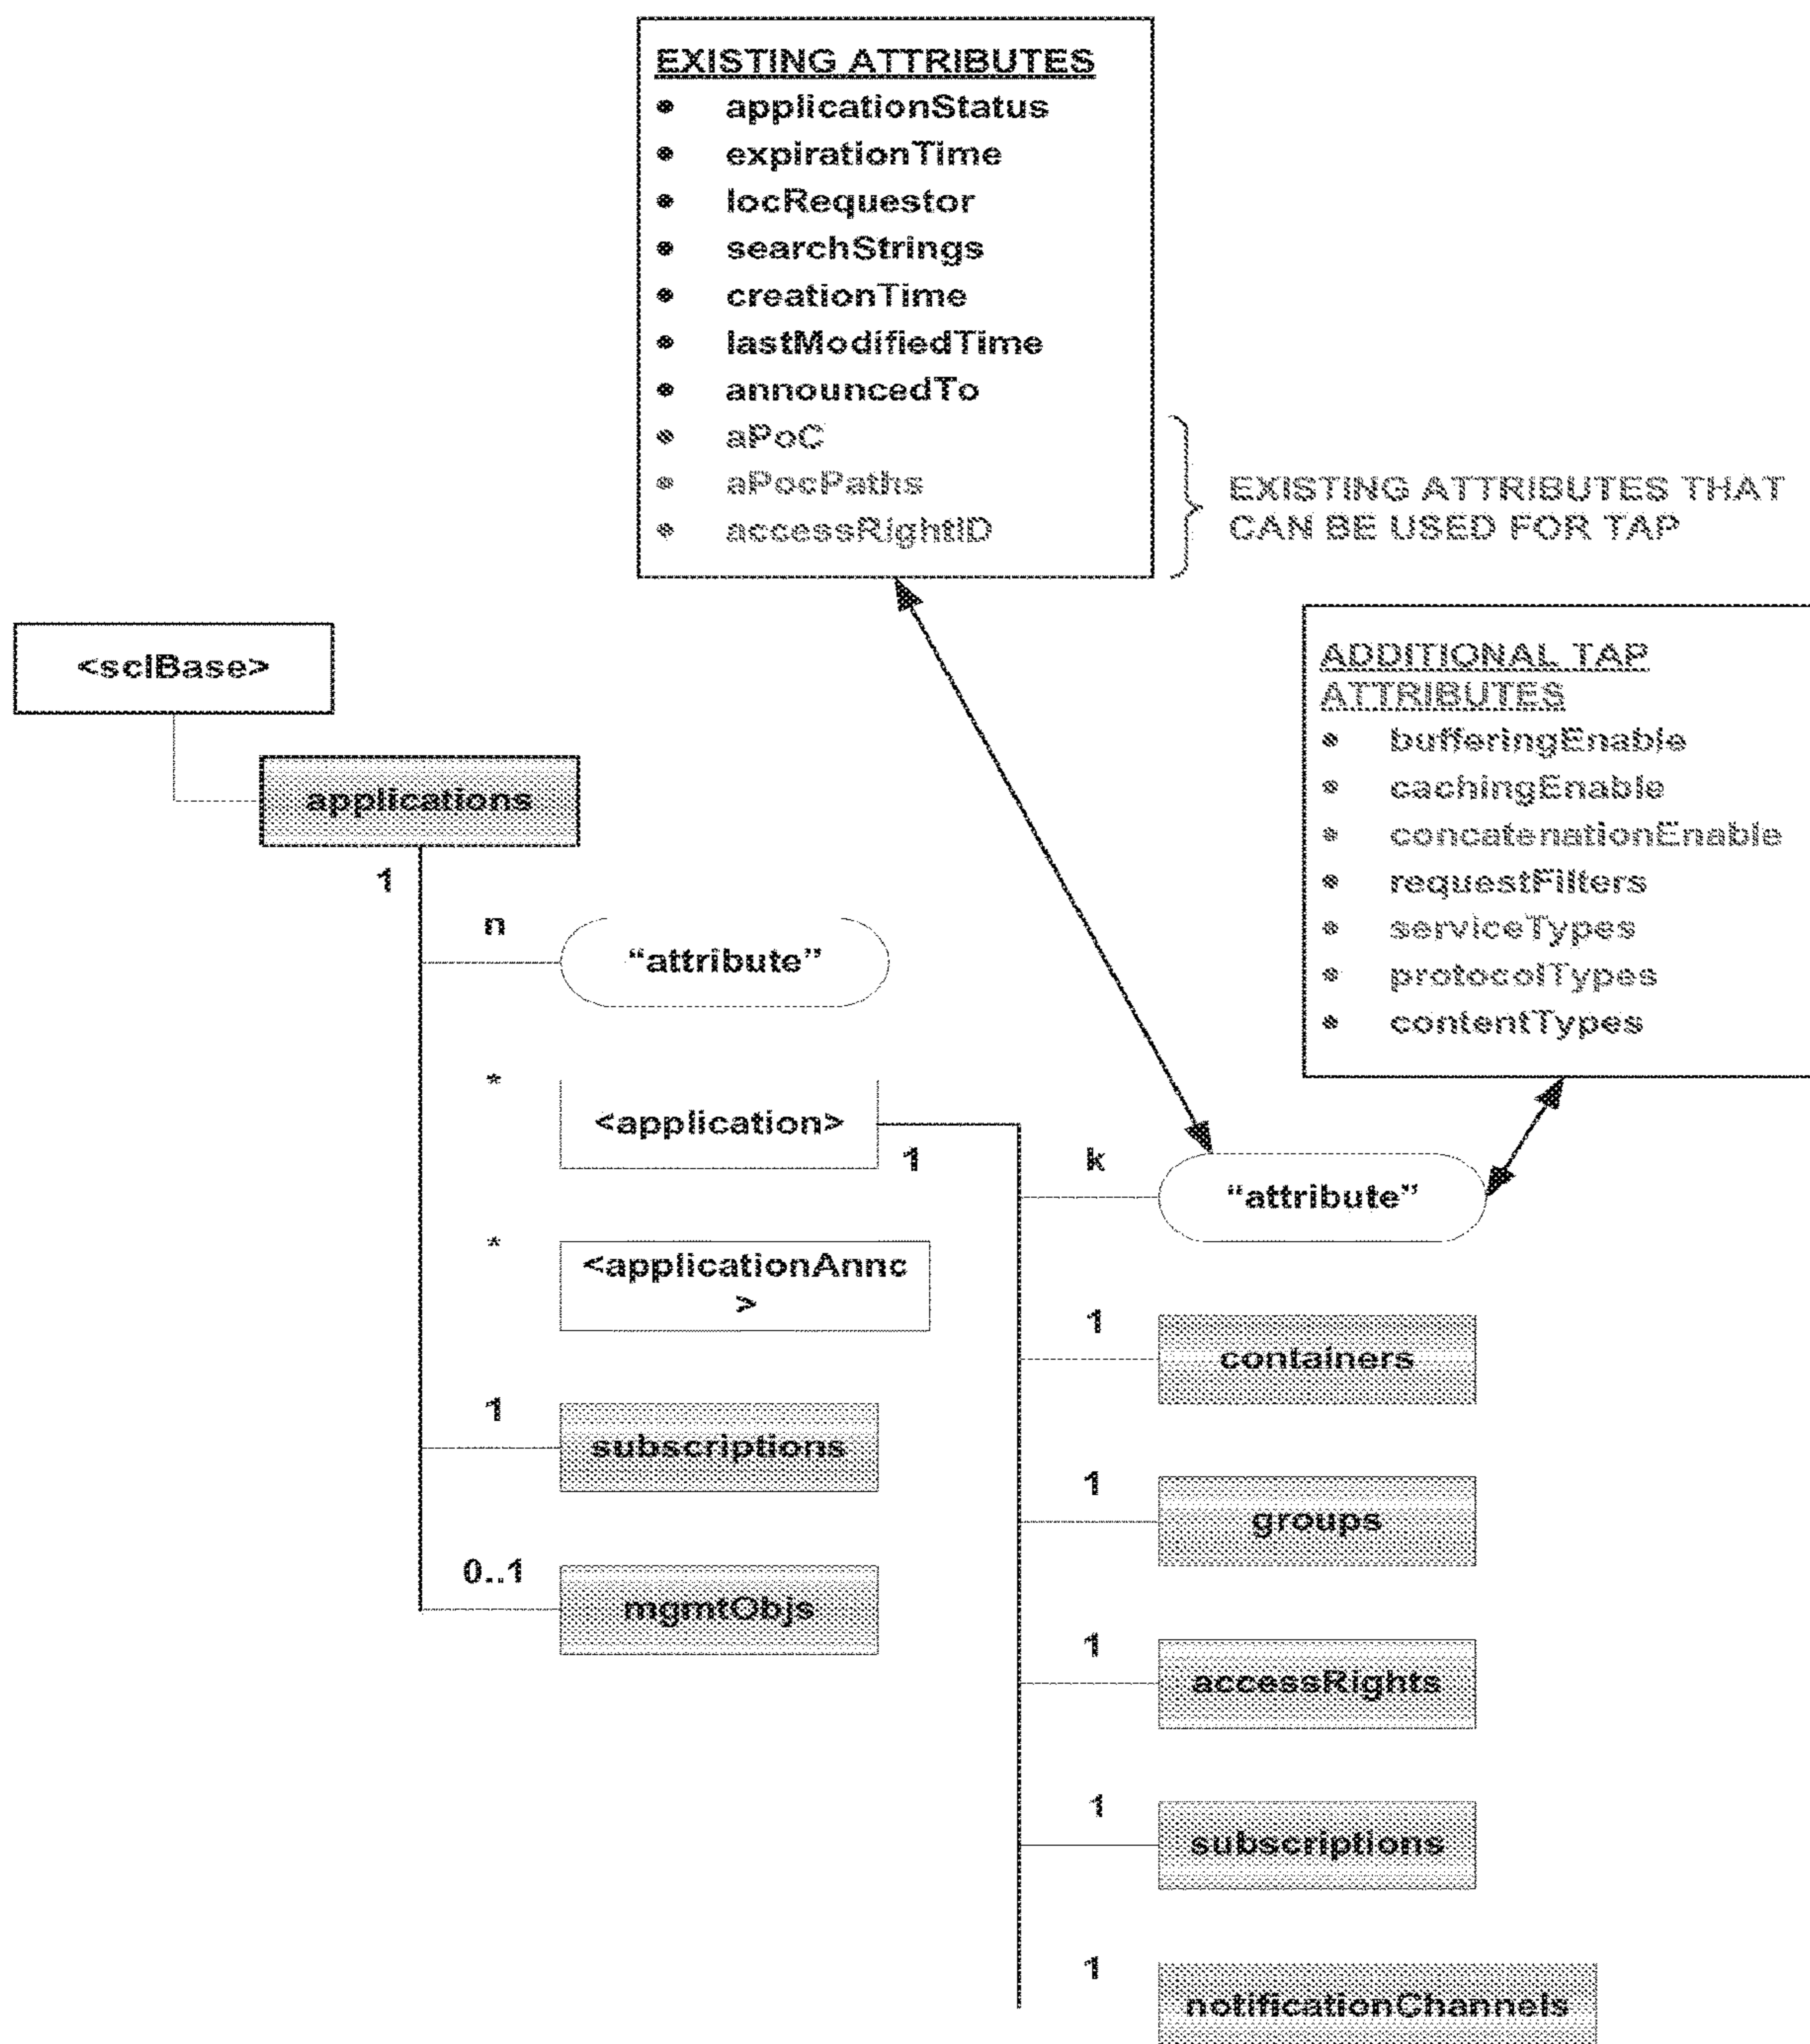 EXISTING ATTRIBUTES
• applicationStatus
• expirationTime
• locRequestor
• searchStrings
• creationTime
• lastModifiedTime
• announcedTo
• aPoC
• aPocPaths
• accessRightID
EXISTING ATTRIBUTES THAT
CAN BE USED FOR TAP
<sclBase>
applications
ADDITIONAL TAP
ATTRIBUTES
• bufferingEnable
• cachingEnable
• concatenationEnable
• requestFilters
• serviceTypes
• protocolTypes
• contentTypes
1
n
“attribute”
*
<application>
1
k
“attribute”
*
<applicationAnnc
>
1
containers
1
subscriptions
1
groups
0..1
mgmtObjs
1
accessRights
1
subscriptions
1
notificationChannels